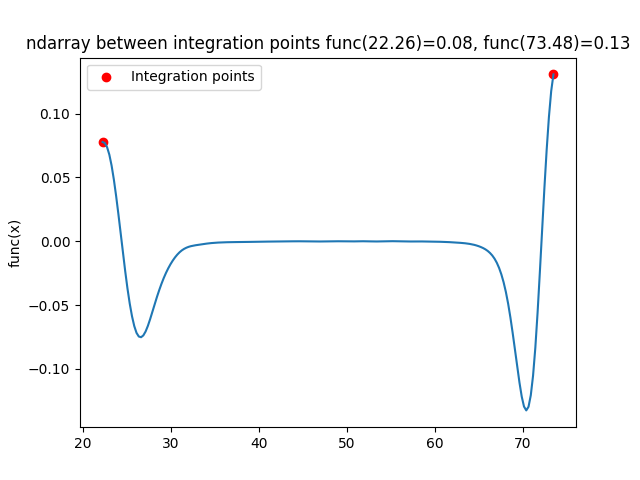 ndarray between integration points func(22.26)=0.08, func(73.48)=0.13
Integration points
func(x)
0.10
0.05
0.00
−0.05
−0.10
20 30 40 50 60 70